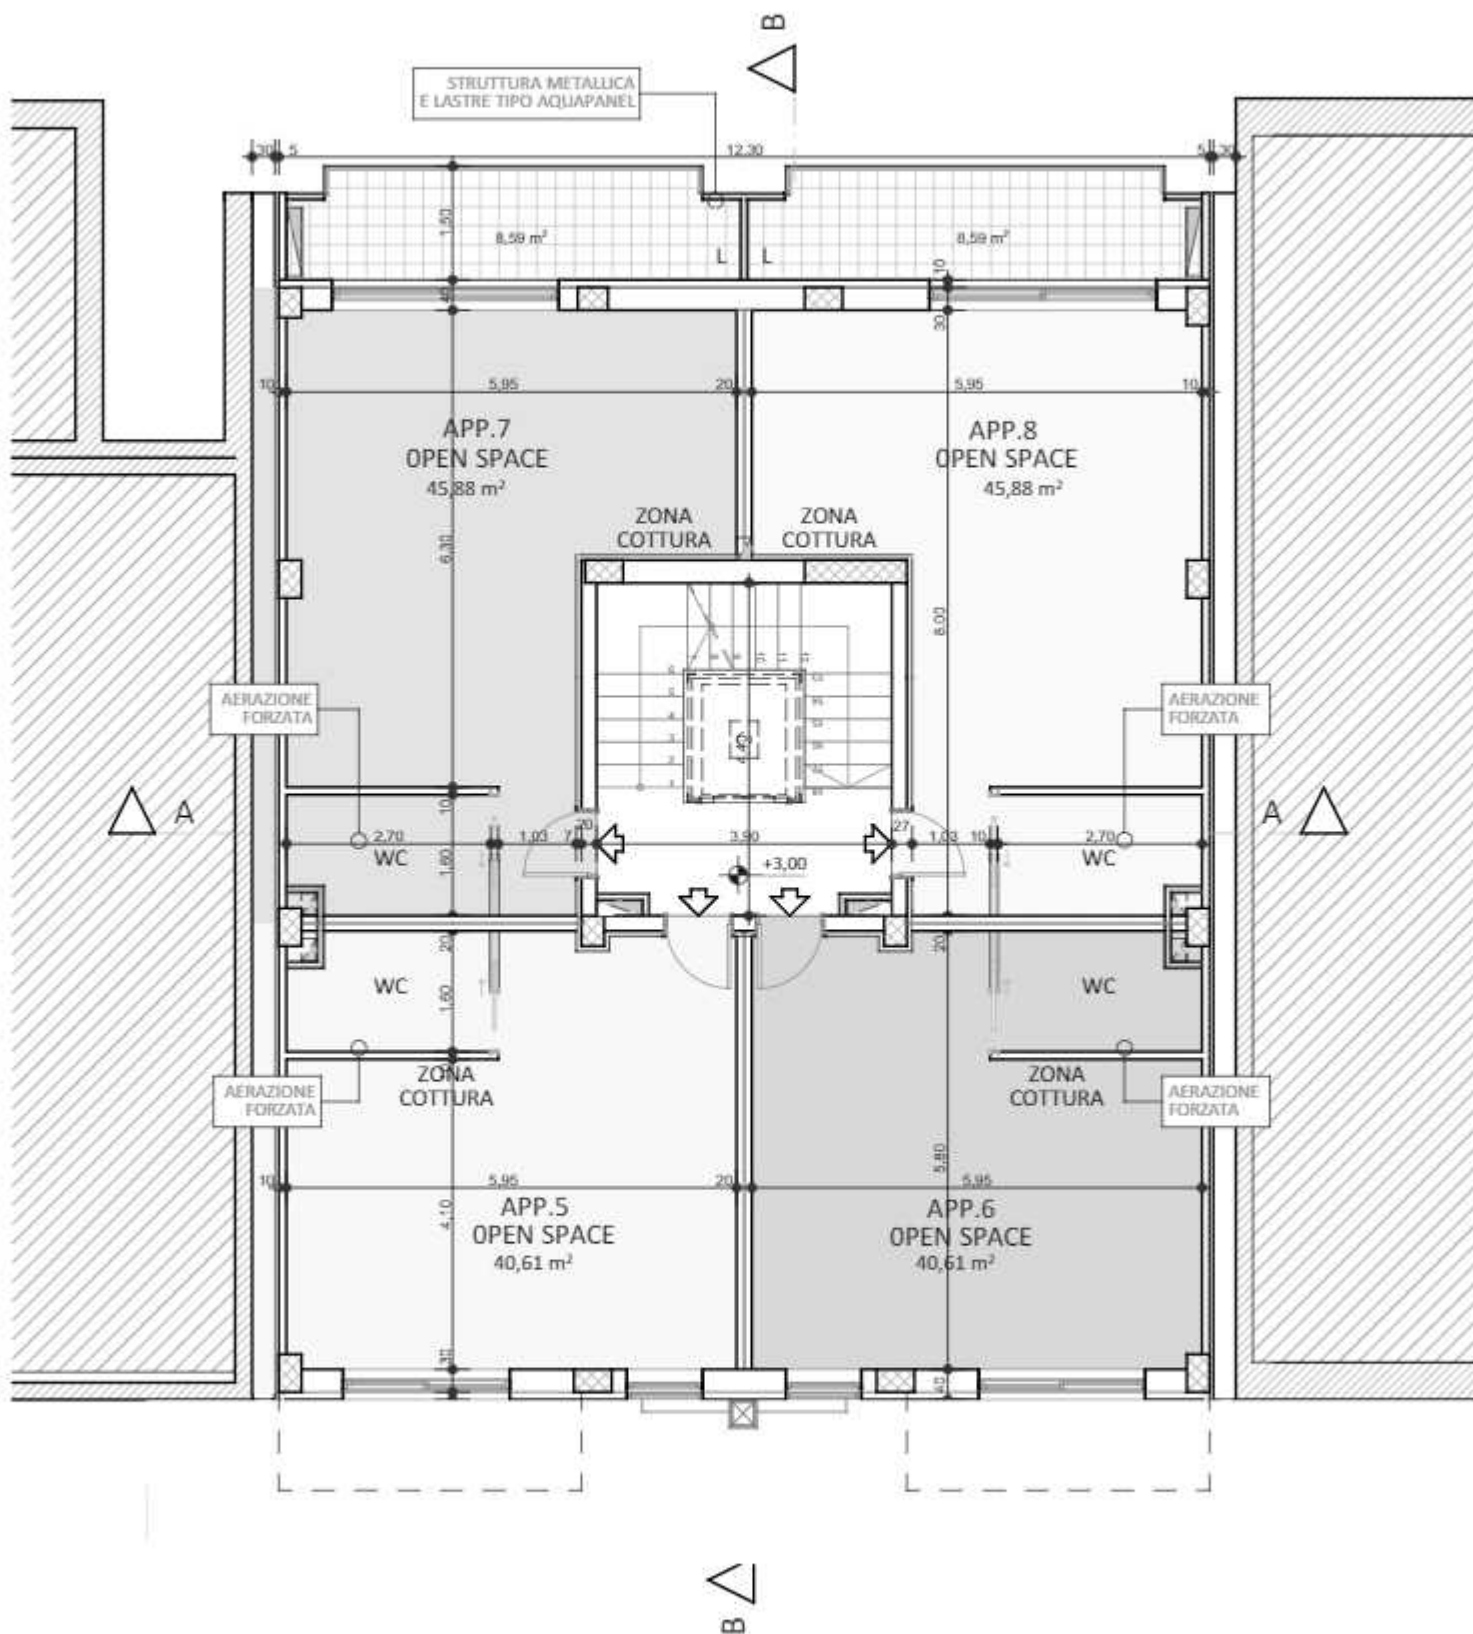 B
STRUTTURA METALLICA
E LASTRE TIPO AQUAPANEL
30
5
12,30
5
30
1,50
8,59 m²
L
L
8,59 m²
10
40
30
10
5,95
20
5,95
10
APP.7
OPEN SPACE
45,88 m²
APP.8
OPEN SPACE
45,88 m²
ZONA
COTTURA
ZONA
COTTURA
6,30
8,00
AERAZIONE
FORZATA
AERAZIONE
FORZATA
A
A
10
2,70
1,03
7
20
3,90
27
1,03
10
2,70
WC
1,60
+3,00
WC
20
20
WC
1,60
WC
AERAZIONE
FORZATA
ZONA
COTTURA
ZONA
COTTURA
AERAZIONE
FORZATA
5,80
10
5,95
20
5,95
4,10
APP.5
OPEN SPACE
40,61 m²
APP.6
OPEN SPACE
40,61 m²
30
40
B